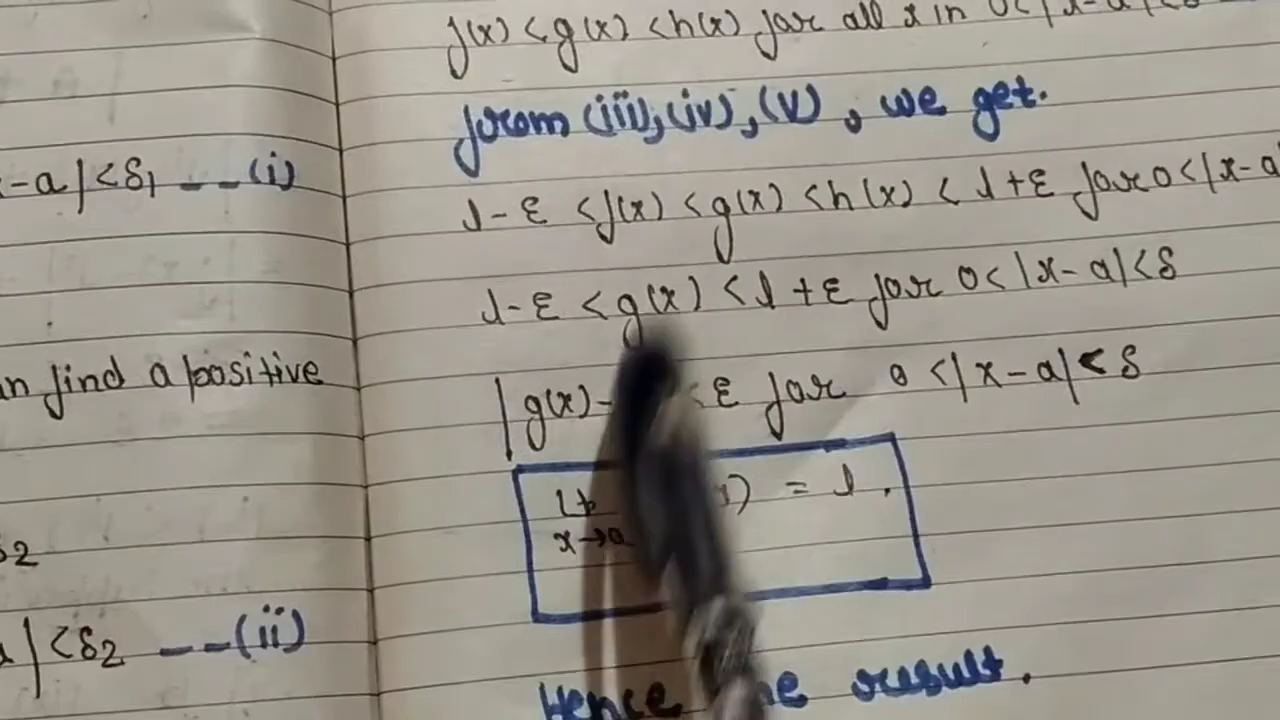 -a| < δ₁ -- (i)
n find a positive
δ₂
| < δ₂ --- (ii)
f(x) < g(x) < h(x) for all x in 0 < |x-a| < δ
from (iii), (iv), (v), we get.
l-ε < f(x) < g(x) < h(x) < l+ε for 0 < |x-a|
l-ε < g(x) < l+ε for 0 < |x-a| < δ
|g(x)- < ε for 0 < |x-a| < δ
Lt ) = l.
x→a
Hence result.